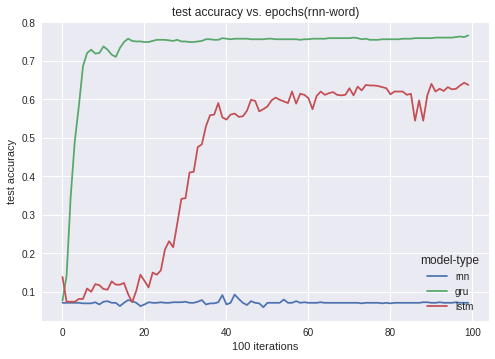 test accuracy vs. epochs(rnn-word)
test accuracy
0.8
0.7
0.6
0.5
0.4
0.3
0.2
0.1
0
20
40
60
80
100
100 iterations
model-type
rnn
gru
lstm